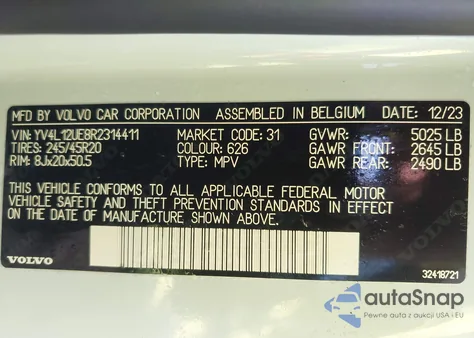 MFD. BY VOLVO CAR CORPORATION ASSEMBLED IN BELGIUM DATE: 12/23
VIN: YV4L12UE8R2314411 MARKET CODE: 31 GVWR: 5025 LB
TIRES: 245/45R20 COLOUR: 626 GAWR FRONT: 2645 LB
RIM: 8Jx20x50.5 TYPE: MPV GAWR REAR: 2490 LB
THIS VEHICLE CONFORMS TO ALL APPLICABLE FEDERAL MOTOR
VEHICLE SAFETY AND THEFT PREVENTION STANDARDS IN EFFECT
ON THE DATE OF MANUFACTURE, SHOWN ABOVE.
VOLVO 32418721
autoSnap
Pewne auta z aukcji USA i EU